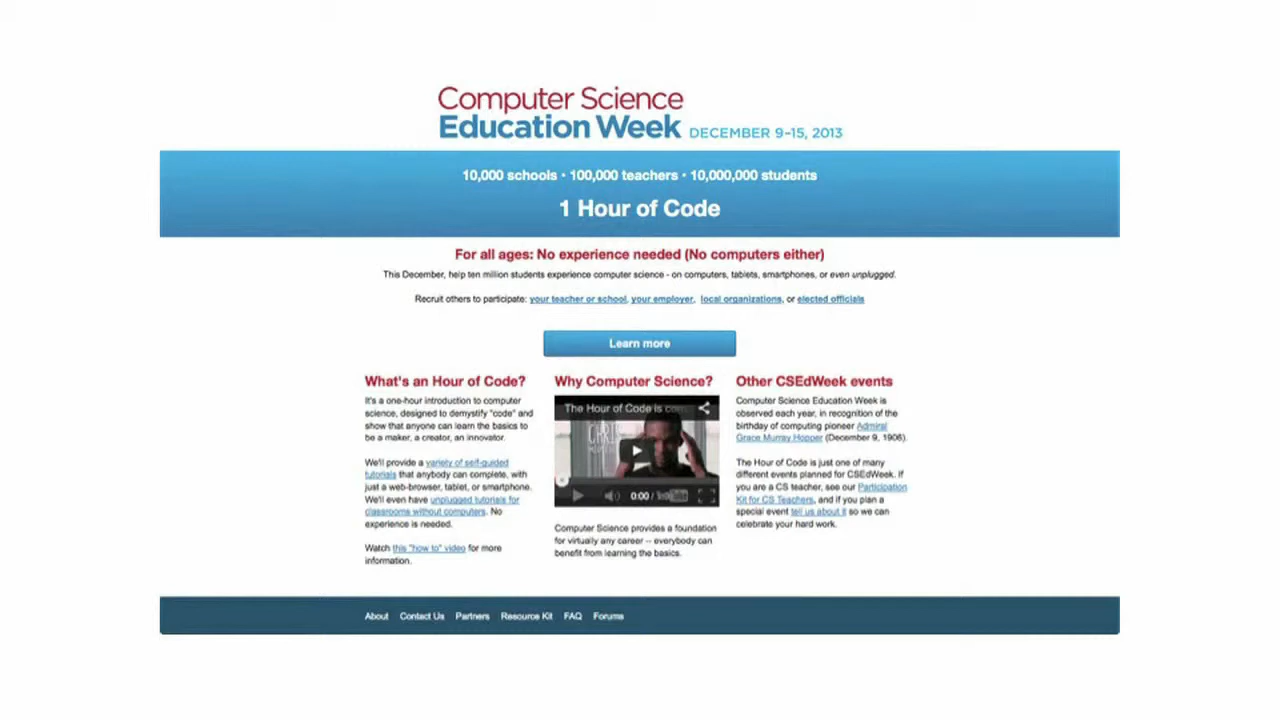 Computer Science
Education Week DECEMBER 9-15, 2013
10,000 schools • 100,000 teachers • 10,000,000 students
1 Hour of Code
For all ages: No experience needed (No computers either)
This December, help ten million students experience computer science - on computers, tablets, smartphones, or even unplugged.
Recruit others to participate: your teacher or school, your employer, local organizations, or elected officials
Learn more
What's an Hour of Code?
It's a one-hour introduction to computer
science, designed to demystify "code" and
show that anyone can learn the basics to
be a maker, a creator, an innovator.
We'll provide a variety of self-guided
tutorials that anybody can complete, with
just a web-browser, tablet, or smartphone.
We'll even have unplugged tutorials for
classrooms without computers. No
experience is needed.
Watch this "how to" video for more
information.
Why Computer Science?
The Hour of Code is com
CHRIS
0:00 / YouTube
Computer Science provides a foundation
for virtually any career -- everybody can
benefit from learning the basics.
Other CSEdWeek events
Computer Science Education Week is
observed each year, in recognition of the
birthday of computing pioneer Admiral
Grace Murray Hopper (December 9, 1906).
The Hour of Code is just one of many
different events planned for CSEdWeek. If
you are a CS teacher, see our Participation
Kit for CS Teachers, and if you plan a
special event tell us about it so we can
celebrate your hard work.
About Contact Us Partners Resource Kit FAQ Forums